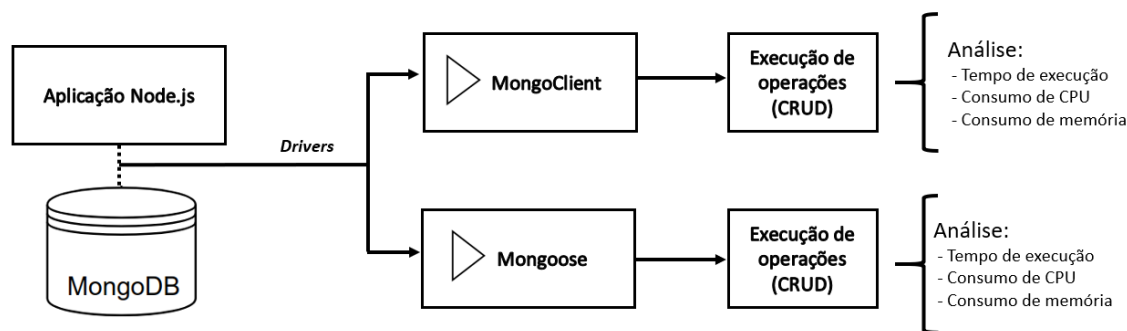 Aplicação Node.js
MongoDB
Drivers
MongoClient
Execução de
operações
(CRUD)
Análise:
- Tempo de execução
- Consumo de CPU
- Consumo de memória
Mongoose
Execução de
operações
(CRUD)
Análise:
- Tempo de execução
- Consumo de CPU
- Consumo de memória